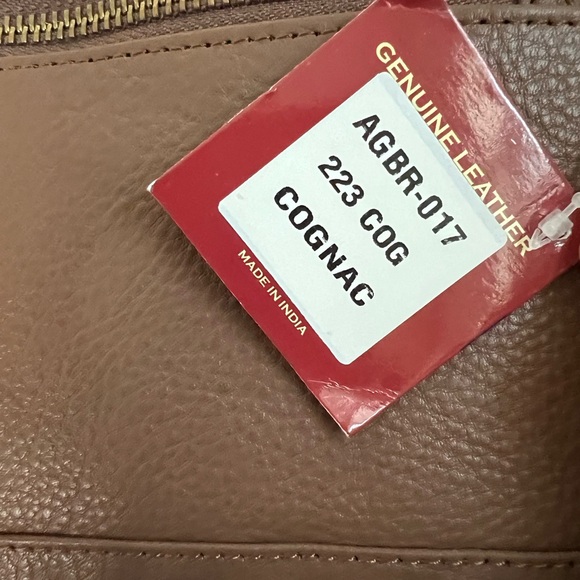 GENUINE LEATHER
AGBR-017
223 COG
COGNAC
MADE IN INDIA